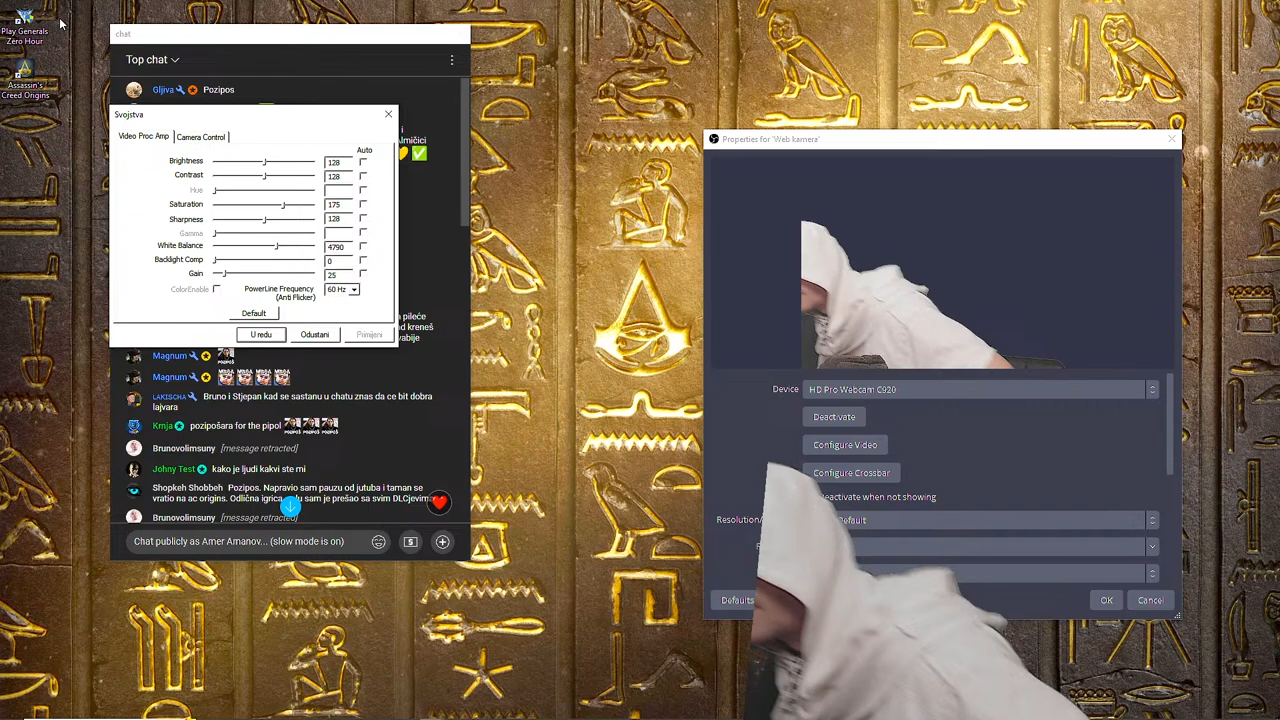 Play Generals
Zero Hour
Assassin's
Creed Origins
chat
Top chat
Gljiva Pozipos
i
Almičici
Svojstva
Video Proc Amp
Camera Control
Auto
Brightness 128
Contrast 128
Hue
Saturation 175
Sharpness 128
Gamma
White Balance 4790
Backlight Comp 0
Gain 25
ColorEnable
PowerLine Frequency 60 Hz
(Anti Flicker)
Default
U redu
Odustani
Primijeni
pileće
d kreneš
vabije
Magnum
Magnum
LAKISCHA Bruno i Stjepan kad se sastanu u chatu znas da ce bit dobra
lajvara
Krnja pozipošara for the pipol
Brunovolimsuny [message retracted]
Johny Test kako je ljudi kakvi ste mi
Shopkeh Shobbeh Pozipos. Napravio sam pauzu od jutuba i taman se
vratio na ac origins. Odlična igrica
sam je prešao sa svim DLCjevim
Brunovolimsuny [message retracted]
Chat publicly as Amer Amanov... (slow mode is on)
Properties for 'Web kamera'
Device HD Pro Webcam C920
Deactivate
Configure Video
Configure Crossbar
eactivate when not showing
Resolution/
Default
Defaults
OK
Cancel